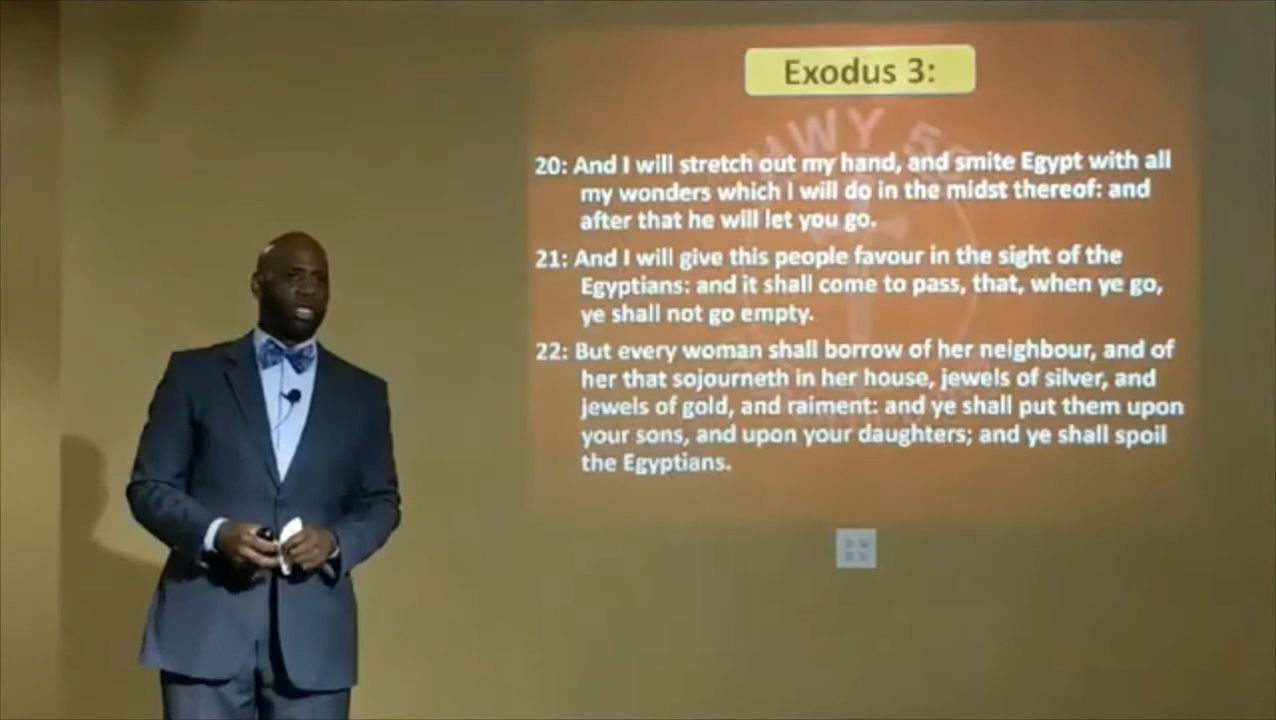 Exodus 3:
HWY 5
20: And I will stretch out my hand, and smite Egypt with all
my wonders which I will do in the midst thereof: and
after that he will let you go.
21: And I will give this people favour in the sight of the
Egyptians: and it shall come to pass, that, when ye go,
ye shall not go empty.
22: But every woman shall borrow of her neighbour, and of
her that sojourneth in her house, jewels of silver, and
jewels of gold, and raiment: and ye shall put them upon
your sons, and upon your daughters; and ye shall spoil
the Egyptians.